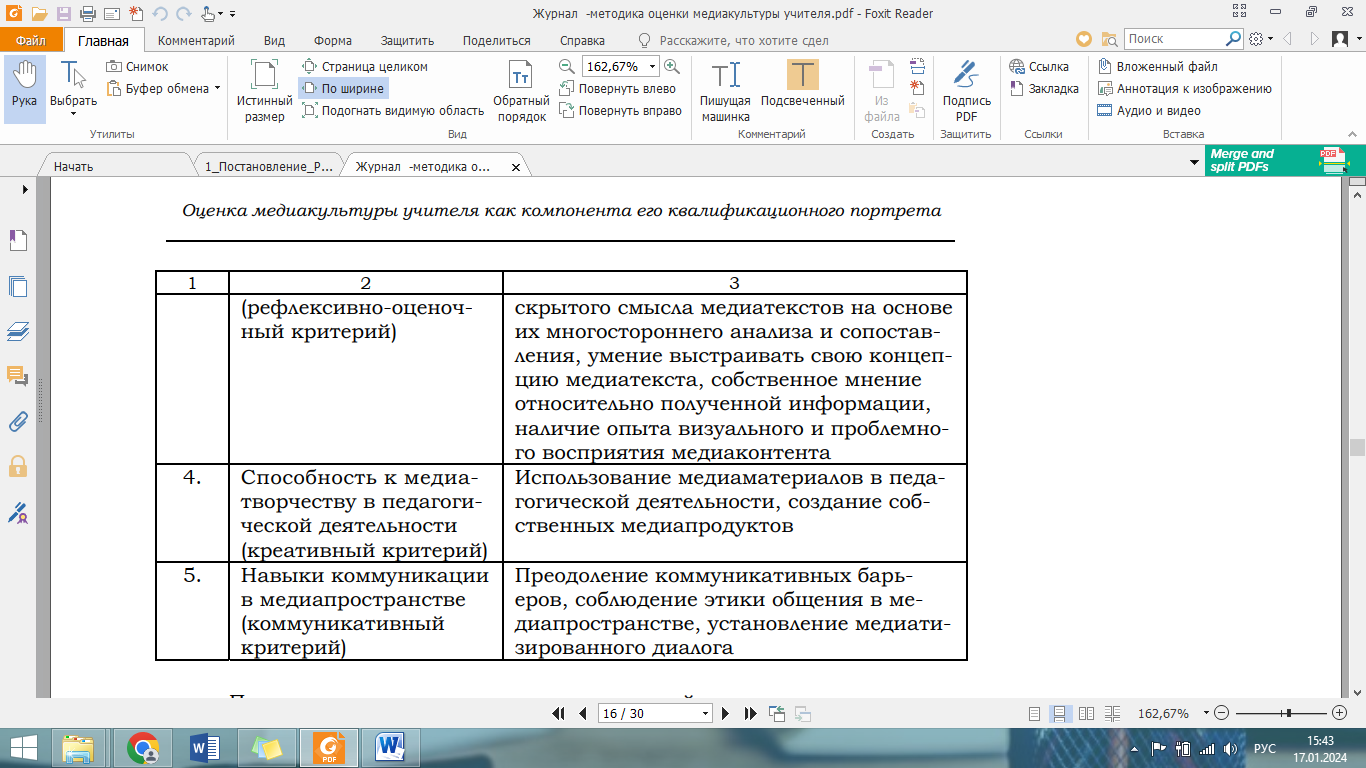 Журнал -методика оценки медиакультуры учителя.pdf - Foxit Reader
Файл
Главная
Комментарий
Вид
Форма
Защитить
Поделиться
Справка
Расскажите, что хотите сдел
Поиск
Рука
Выбрать
Снимок
Буфер обмена
Утилиты
Истинный размер
Страница целиком
По ширине
Подогнать видимую область
Обратный порядок
162,67%
Повернуть влево
Повернуть вправо
Вид
Пишущая машинка
Подсвеченный
Комментарий
Из файла
Создать
Подпись PDF
Защитить
Ссылка
Закладка
Ссылки
Вложенный файл
Аннотация к изображению
Аудио и видео
Вставка
Начать
1_Постановление_Р...
Журнал -методика о...
Merge and
split PDFs
PDF
Оценка медиакультуры учителя как компонента его квалификационного портрета
1 2 3
(рефлексивно-оценоч-
ный критерий)
скрытого смысла медиатекстов на основе
их многостороннего анализа и сопостав-
ления, умение выстраивать свою концеп-
цию медиатекста, собственное мнение
относительно полученной информации,
наличие опыта визуального и проблемно-
го восприятия медиаконтента
4.
Способность к медиа-
творчеству в педагоги-
ческой деятельности
(креативный критерий)
Использование медиаматериалов в педа-
гогической деятельности, создание соб-
ственных медиапродуктов
5.
Навыки коммуникации
в медиапространстве
(коммуникативный
критерий)
Преодоление коммуникативных барь-
еров, соблюдение этики общения в ме-
диапространстве, установление медиати-
зированного диалога
16 / 30
162,67%
PDF
РУС
15:43
17.01.2024